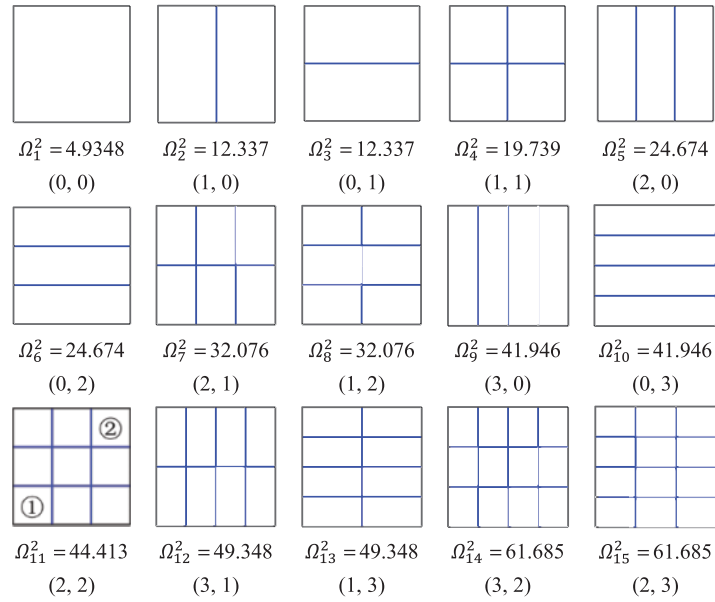 Ω₁² = 4.9348 Ω₂² = 12.337 Ω₃² = 12.337 Ω₄² = 19.739 Ω₅² = 24.674
(0, 0) (1, 0) (0, 1) (1, 1) (2, 0)
Ω₆² = 24.674 Ω₇² = 32.076 Ω₈² = 32.076 Ω₉² = 41.946 Ω₁₀² = 41.946
(0, 2) (2, 1) (1, 2) (3, 0) (0, 3)
②
①
Ω₁₁² = 44.413 Ω₁₂² = 49.348 Ω₁₃² = 49.348 Ω₁₄² = 61.685 Ω₁₅² = 61.685
(2, 2) (3, 1) (1, 3) (3, 2) (2, 3)